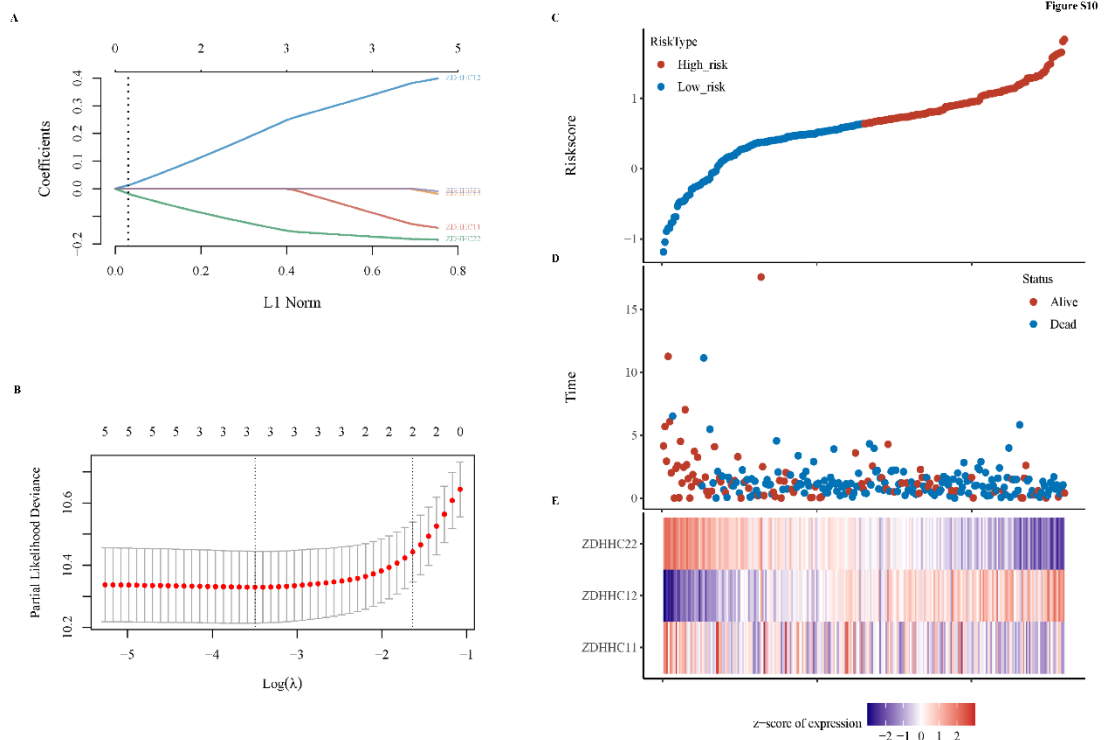 Figure S10
A
0 2 3 3 5
Coefficients
0.4
0.3
0.2
0.1
0.0
−0.2
ZDHHC12
ZDHHC11
ZDHHC22
0.0 0.2 0.4 0.6 0.8
L1 Norm
B
5 5 5 5 3 3 3 3 3 3 2 2 2 2 0
Partial Likelihood Deviance
10.6
10.4
10.2
−5 −4 −3 −2 −1
Log(λ)
C
RiskType
High_risk
Low_risk
Riskscore
1
0
−1
D
Status
Alive
Dead
Time
15
10
5
0
E
ZDHHC22
ZDHHC12
ZDHHC11
z-score of expression
−2 −1 0 1 2